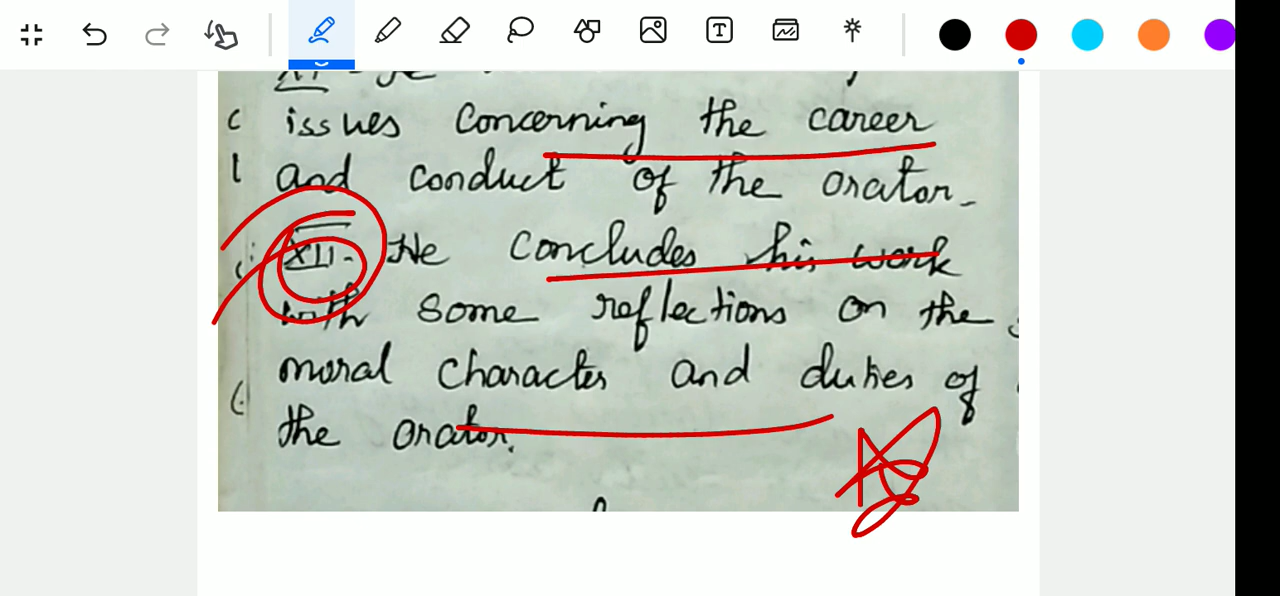 issues concerning the career
and conduct of the orator.
XII. He concludes his work
with some reflections on the
moral character and duties of
the orator.